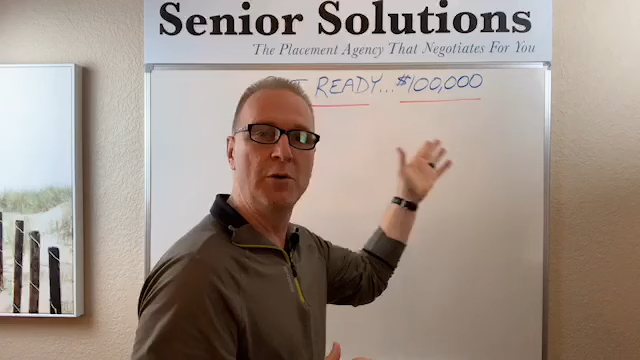 Senior Solutions
The Placement Agency That Negotiates For You
READY...$100,000